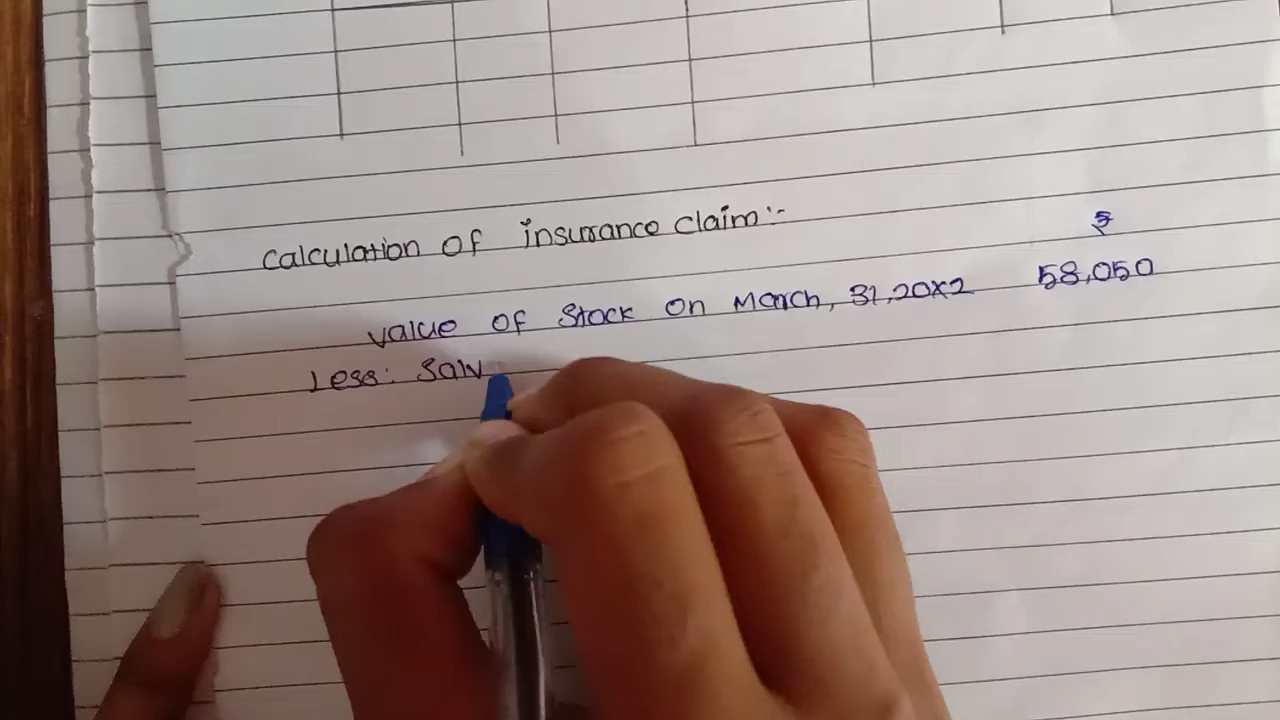 Calculation of insurance claim:-
₹
Value of Stock on March, 31,20x2 58,050
Less: Salv